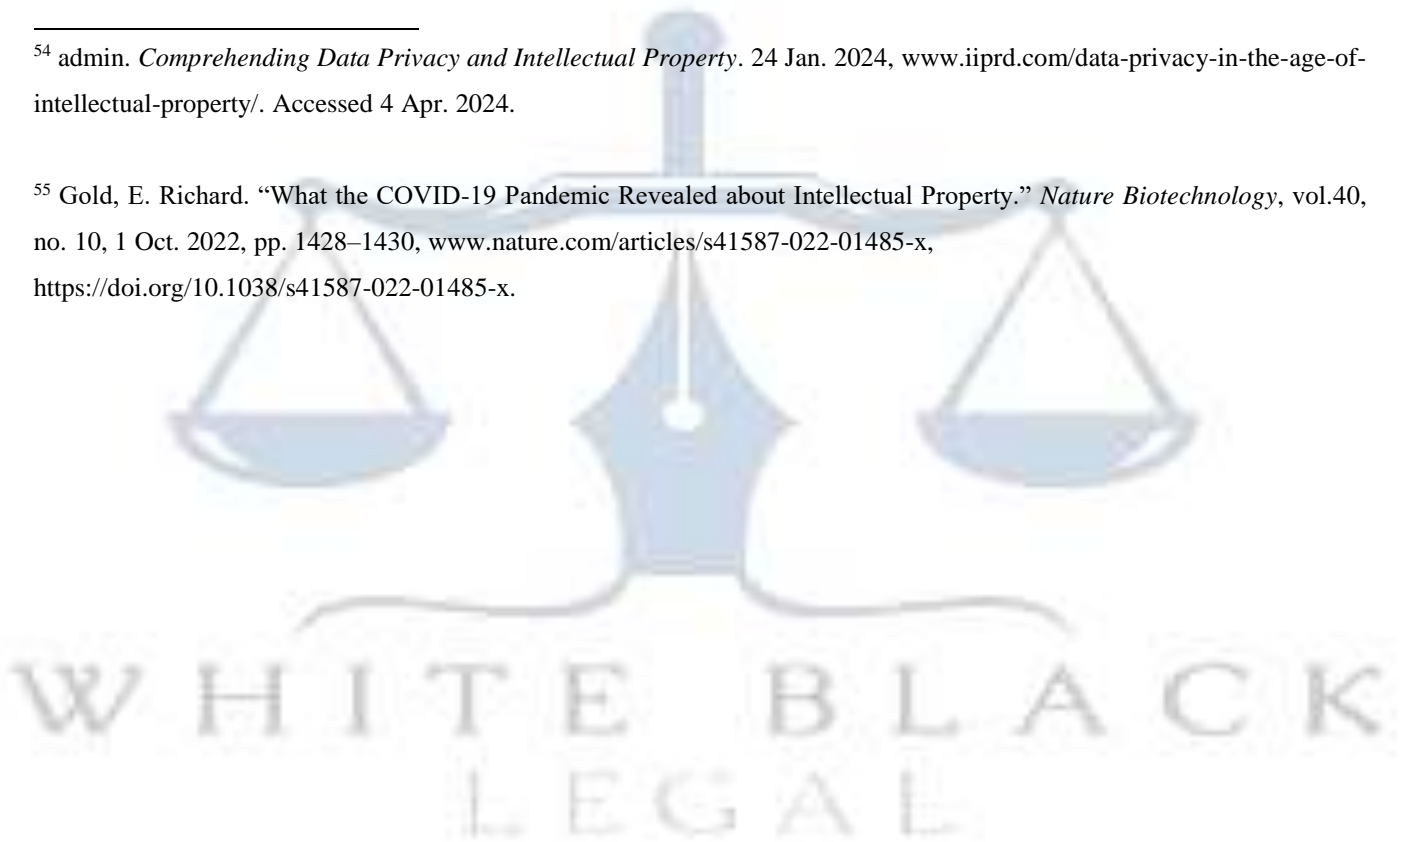 54 admin. Comprehending Data Privacy and Intellectual Property. 24 Jan. 2024, www.iiprd.com/data-privacy-in-the-age-of-
intellectual-property/. Accessed 4 Apr. 2024.
55 Gold, E. Richard. “What the COVID-19 Pandemic Revealed about Intellectual Property.” Nature Biotechnology, vol.40,
no. 10, 1 Oct. 2022, pp. 1428–1430, www.nature.com/articles/s41587-022-01485-x,
https://doi.org/10.1038/s41587-022-01485-x.
WHITE BLACK
LEGAL